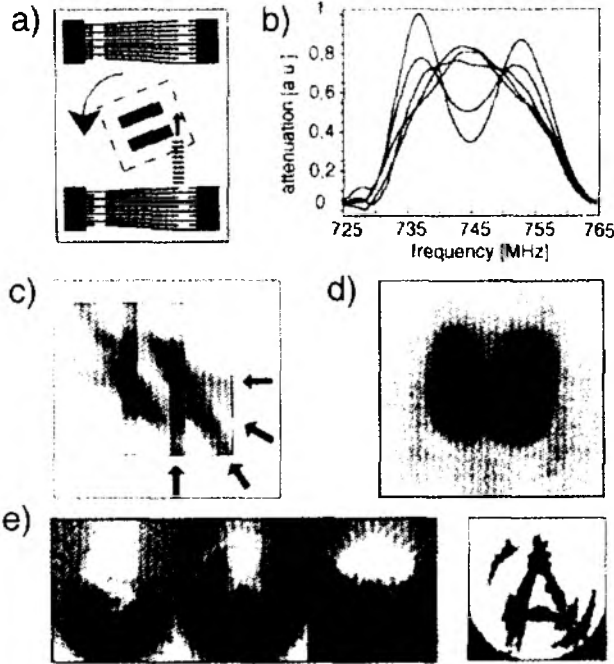 a)
b)
attenuation [a u]
1
0.8
0.6
0.4
0.2
0
725 735 745 755 765
frequency [MHz]
c)
d)
e)
A